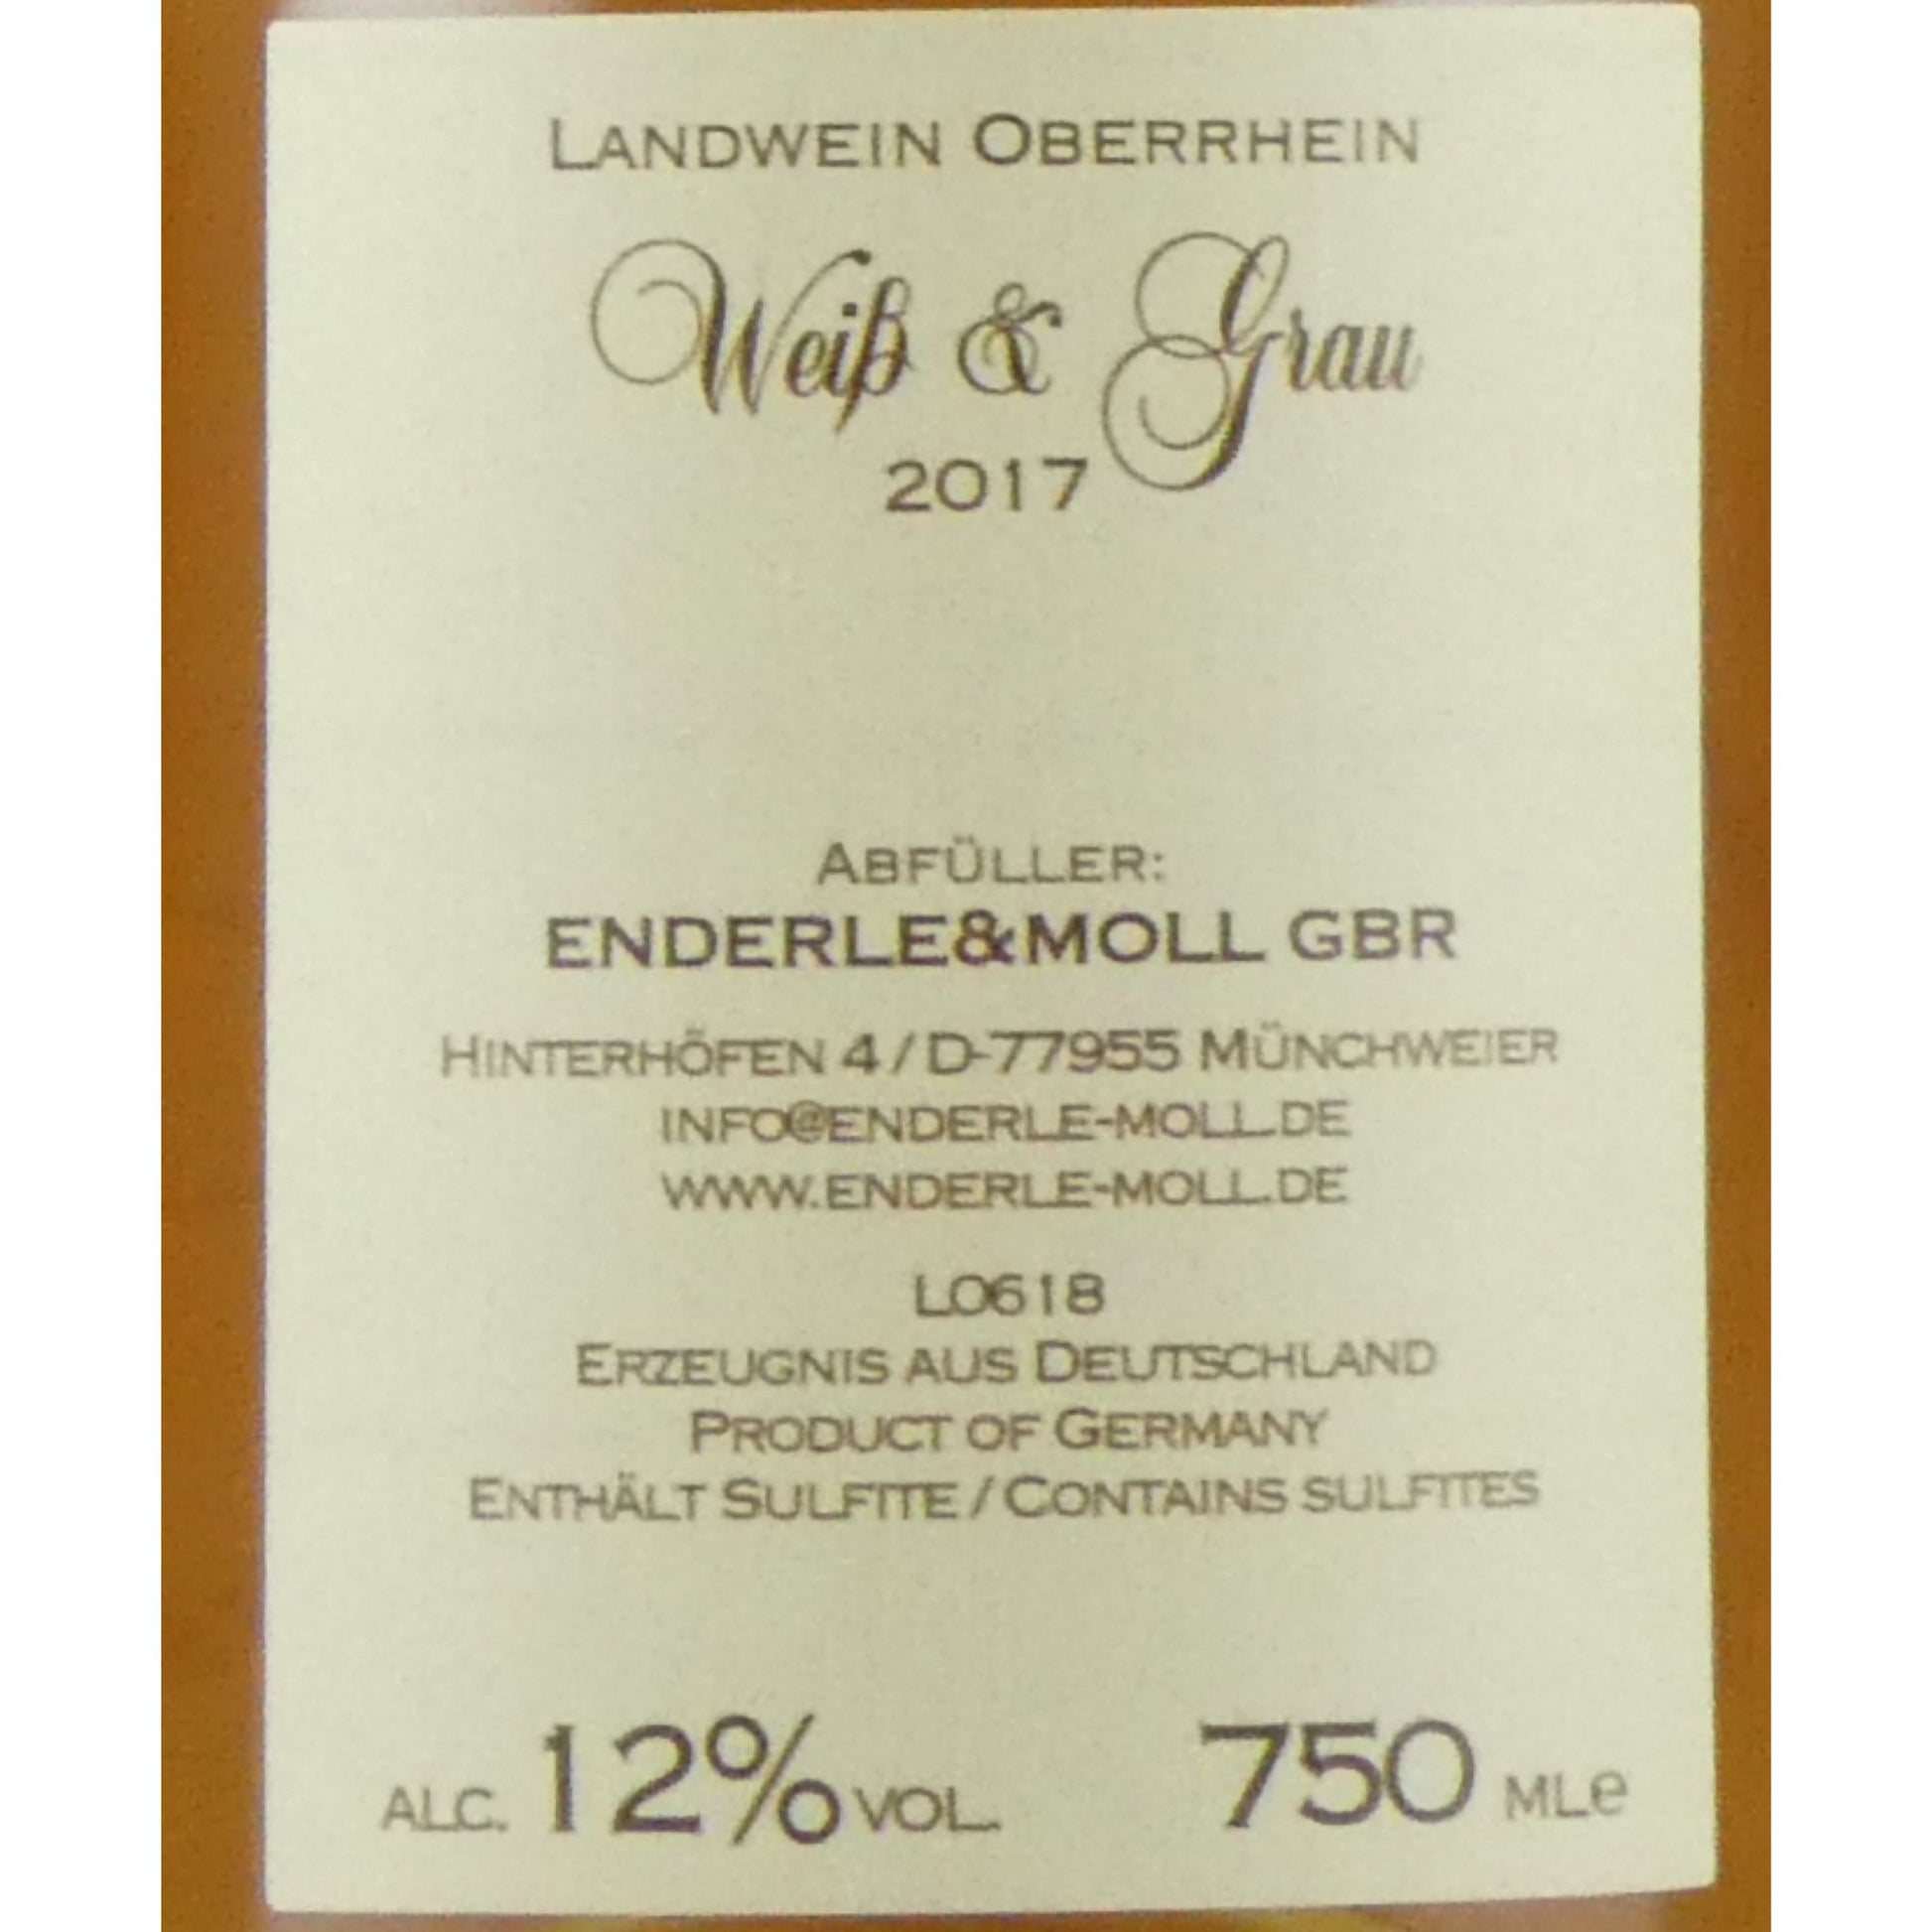 LANDWEIN OBERRHEIN
Weiß & Grau
2017
ABFÜLLER:
ENDERLE&MOLL GBR
HINTERHÖFEN 4 / D-77955 MÜNCHWEIER
INFO@ENDERLE-MOLL.DE
WWW.ENDERLE-MOLL.DE
L0618
ERZEUGNIS AUS DEUTSCHLAND
PRODUCT OF GERMANY
ENTHÄLT SULFITE / CONTAINS SULFITES
ALC. 12% VOL. 750 MLe